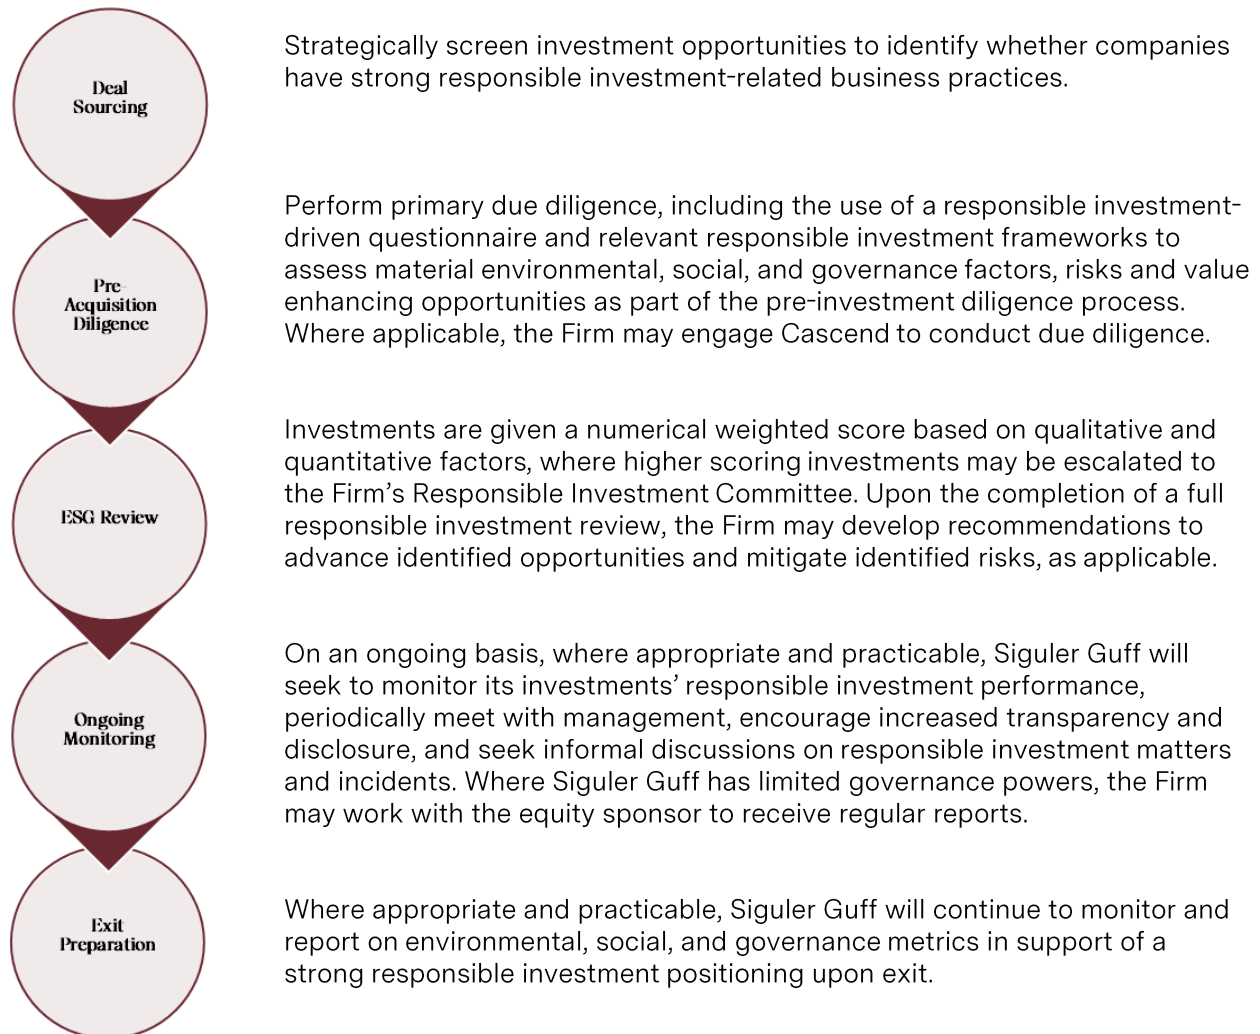 Deal
Sourcing
Strategically screen investment opportunities to identify whether companies
have strong responsible investment-related business practices.
Pre-
Acquisition
Diligence
Perform primary due diligence, including the use of a responsible investment-
driven questionnaire and relevant responsible investment frameworks to
assess material environmental, social, and governance factors, risks and value
enhancing opportunities as part of the pre-investment diligence process.
Where applicable, the Firm may engage Cascend to conduct due diligence.
ESG Review
Investments are given a numerical weighted score based on qualitative and
quantitative factors, where higher scoring investments may be escalated to
the Firm’s Responsible Investment Committee. Upon the completion of a full
responsible investment review, the Firm may develop recommendations to
advance identified opportunities and mitigate identified risks, as applicable.
Ongoing
Monitoring
On an ongoing basis, where appropriate and practicable, Siguler Guff will
seek to monitor its investments’ responsible investment performance,
periodically meet with management, encourage increased transparency and
disclosure, and seek informal discussions on responsible investment matters
and incidents. Where Siguler Guff has limited governance powers, the Firm
may work with the equity sponsor to receive regular reports.
Exit
Preparation
Where appropriate and practicable, Siguler Guff will continue to monitor and
report on environmental, social, and governance metrics in support of a
strong responsible investment positioning upon exit.